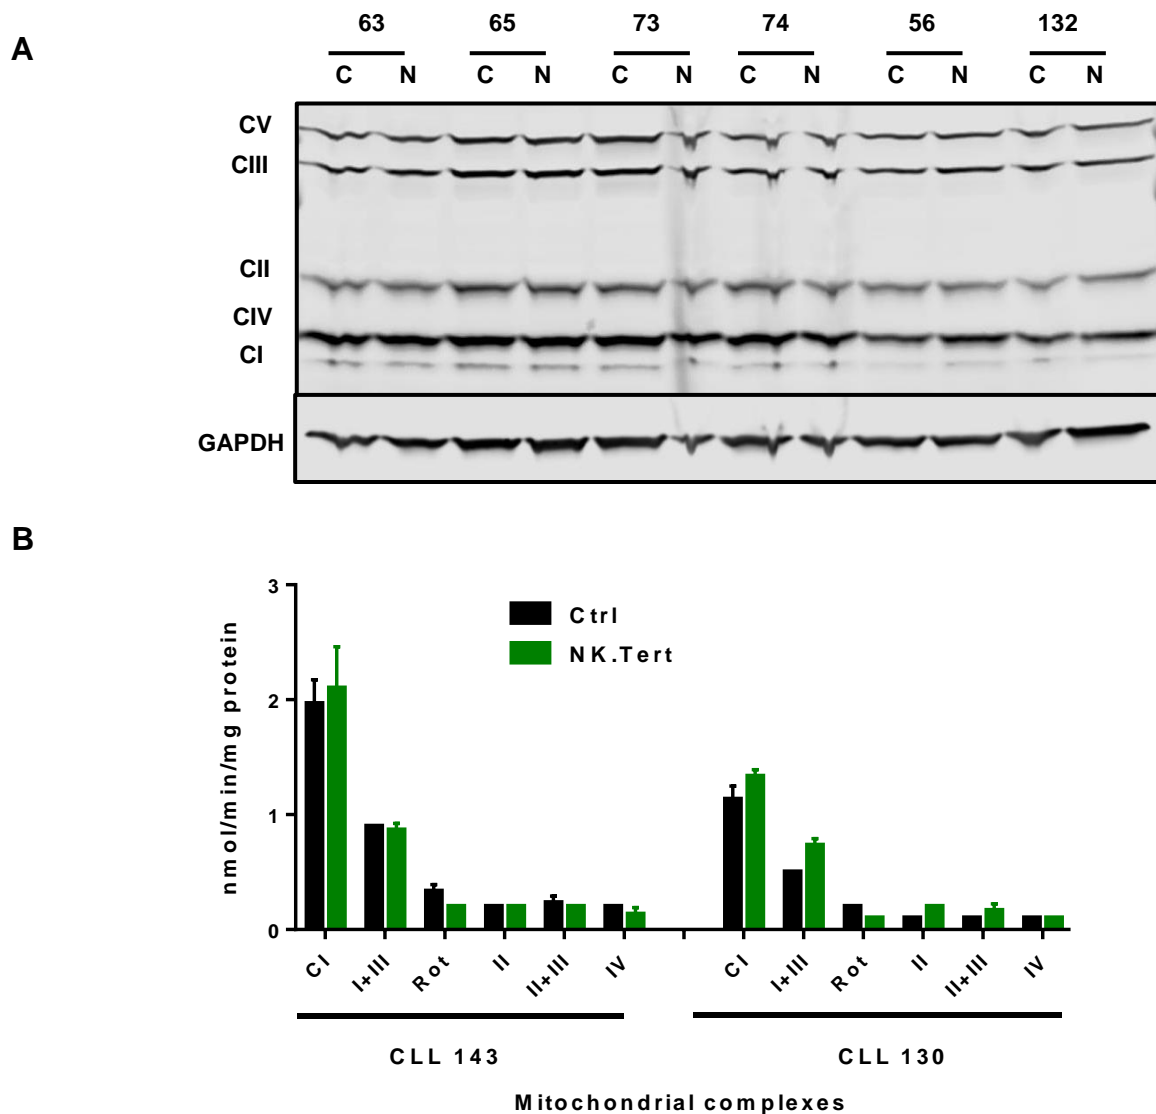 A
63 65 73 74 56 132
C N C N C N C N C N C N
CV
CIII
CII
CIV
CI
GAPDH
B
3
2
1
0
nmol/min/mg protein
Ctrl
NK.Tert
CI I+III Rot II II+III IV CI I+III Rot II II+III IV
CLL 143 CLL 130
Mitochondrial complexes